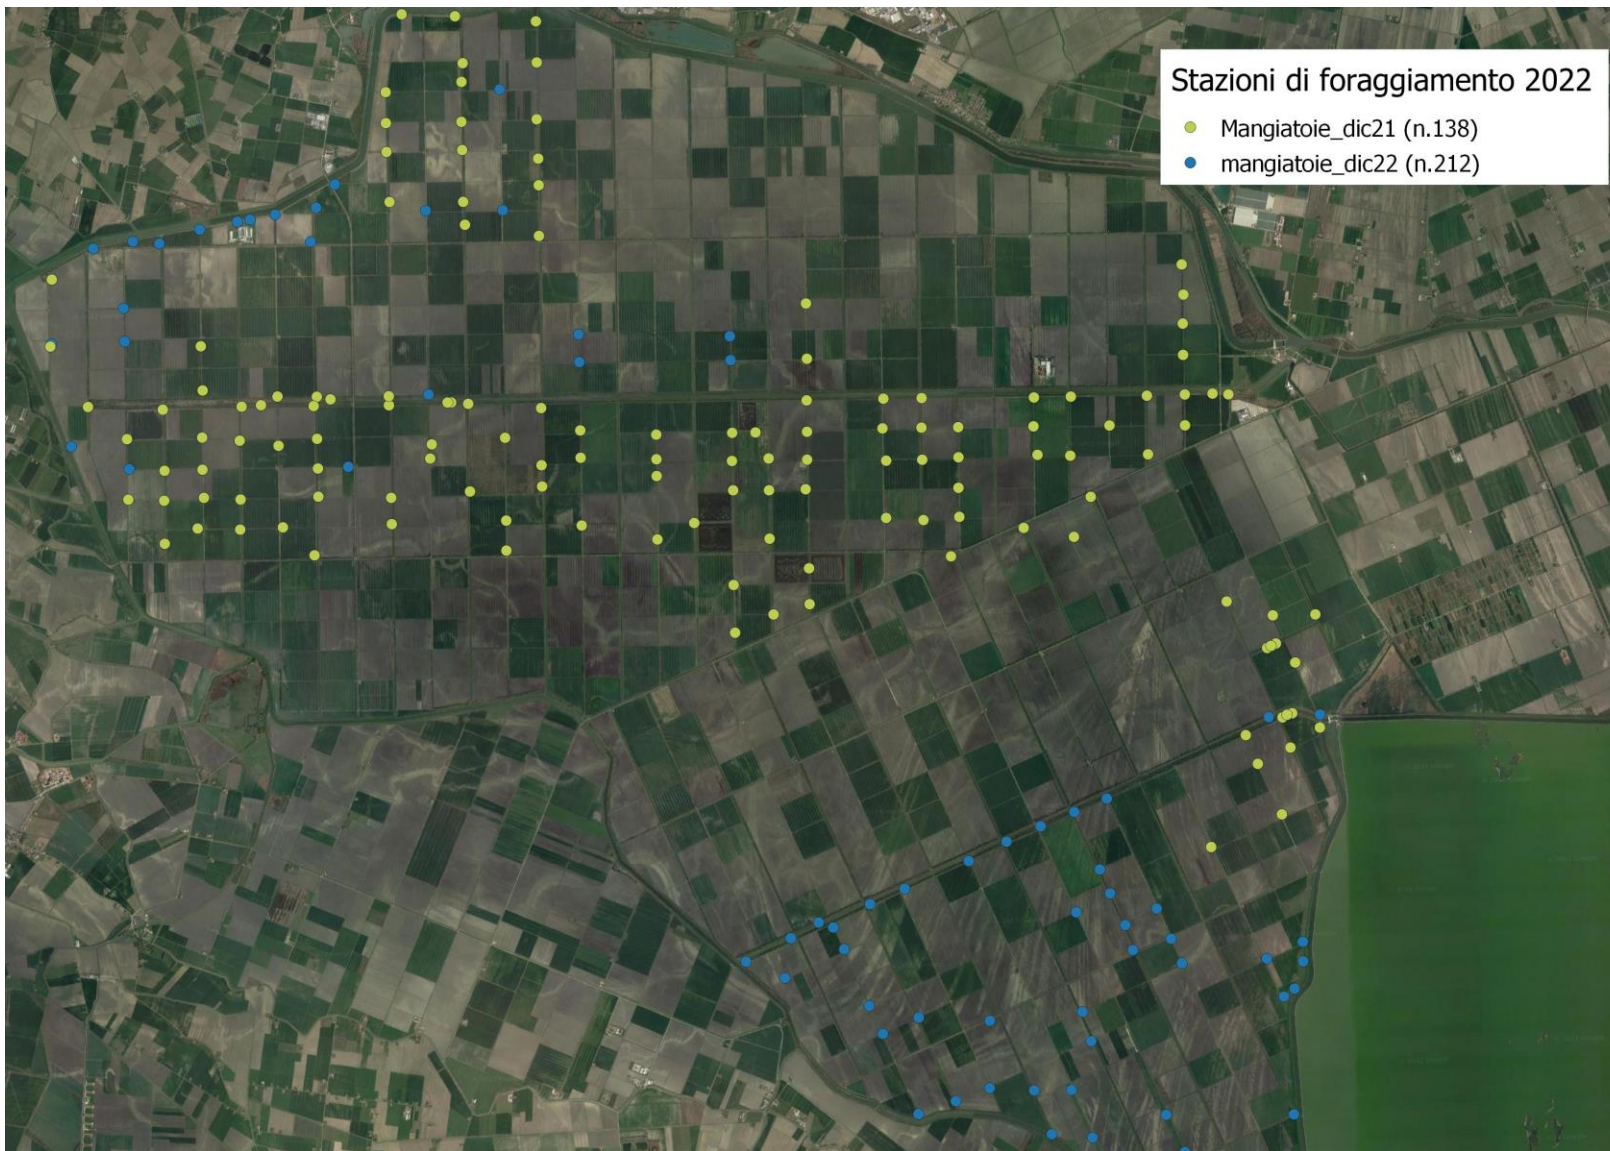 Stazioni di foraggiamento 2022
Mangiatoie_dic21 (n.138)
mangiatoie_dic22 (n.212)